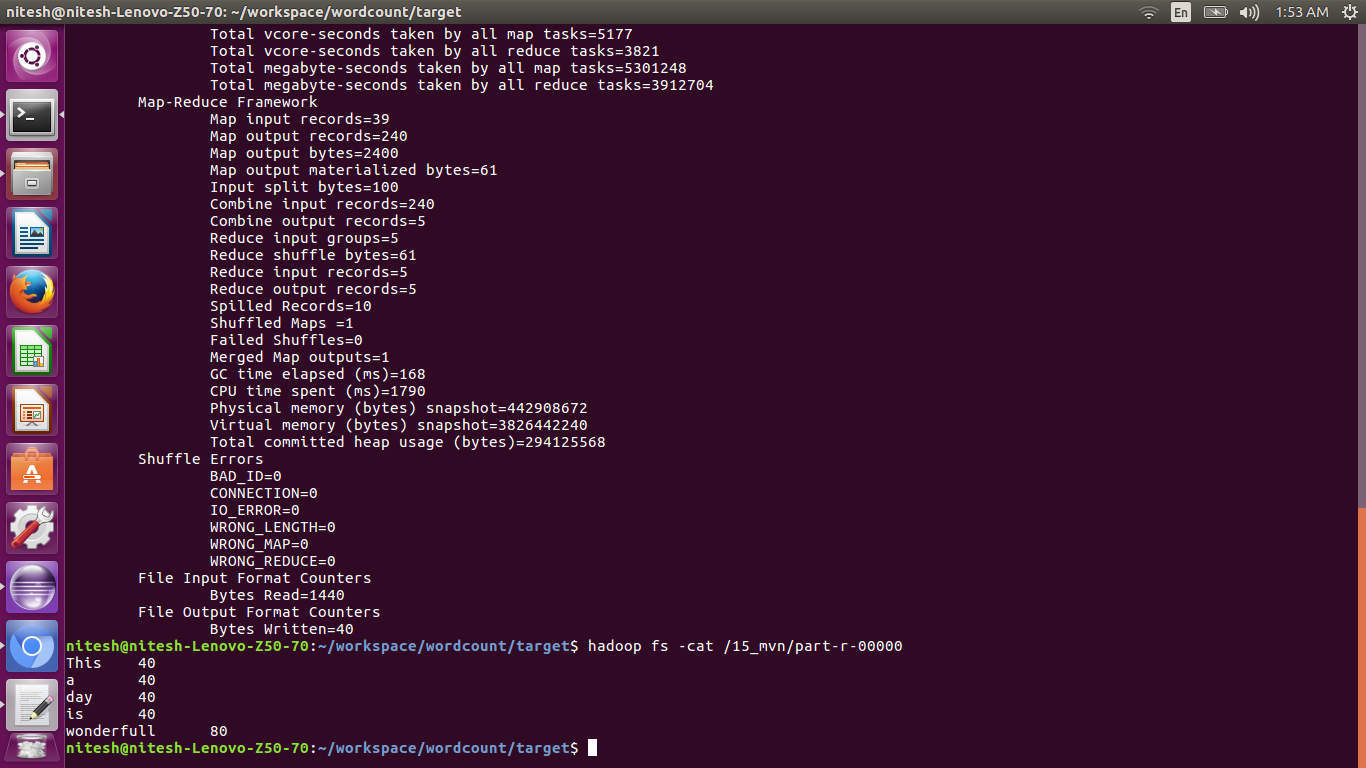 nitesh@nitesh-Lenovo-Z50-70: ~/workspace/wordcount/target En 1:53 AM
Total vcore-seconds taken by all map tasks=5177
Total vcore-seconds taken by all reduce tasks=3821
Total megabyte-seconds taken by all map tasks=5301248
Total megabyte-seconds taken by all reduce tasks=3912704
Map-Reduce Framework
Map input records=39
Map output records=240
Map output bytes=2400
Map output materialized bytes=61
Input split bytes=100
Combine input records=240
Combine output records=5
Reduce input groups=5
Reduce shuffle bytes=61
Reduce input records=5
Reduce output records=5
Spilled Records=10
Shuffled Maps =1
Failed Shuffles=0
Merged Map outputs=1
GC time elapsed (ms)=168
CPU time spent (ms)=1790
Physical memory (bytes) snapshot=442908672
Virtual memory (bytes) snapshot=3826442240
Total committed heap usage (bytes)=294125568
Shuffle Errors
BAD_ID=0
CONNECTION=0
IO_ERROR=0
WRONG_LENGTH=0
WRONG_MAP=0
WRONG_REDUCE=0
File Input Format Counters
Bytes Read=1440
File Output Format Counters
Bytes Written=40
nitesh@nitesh-Lenovo-Z50-70:~/workspace/wordcount/target$ hadoop fs -cat /15_mvn/part-r-00000
This 40
a 40
day 40
is 40
wonderfull 80
nitesh@nitesh-Lenovo-Z50-70:~/workspace/wordcount/target$